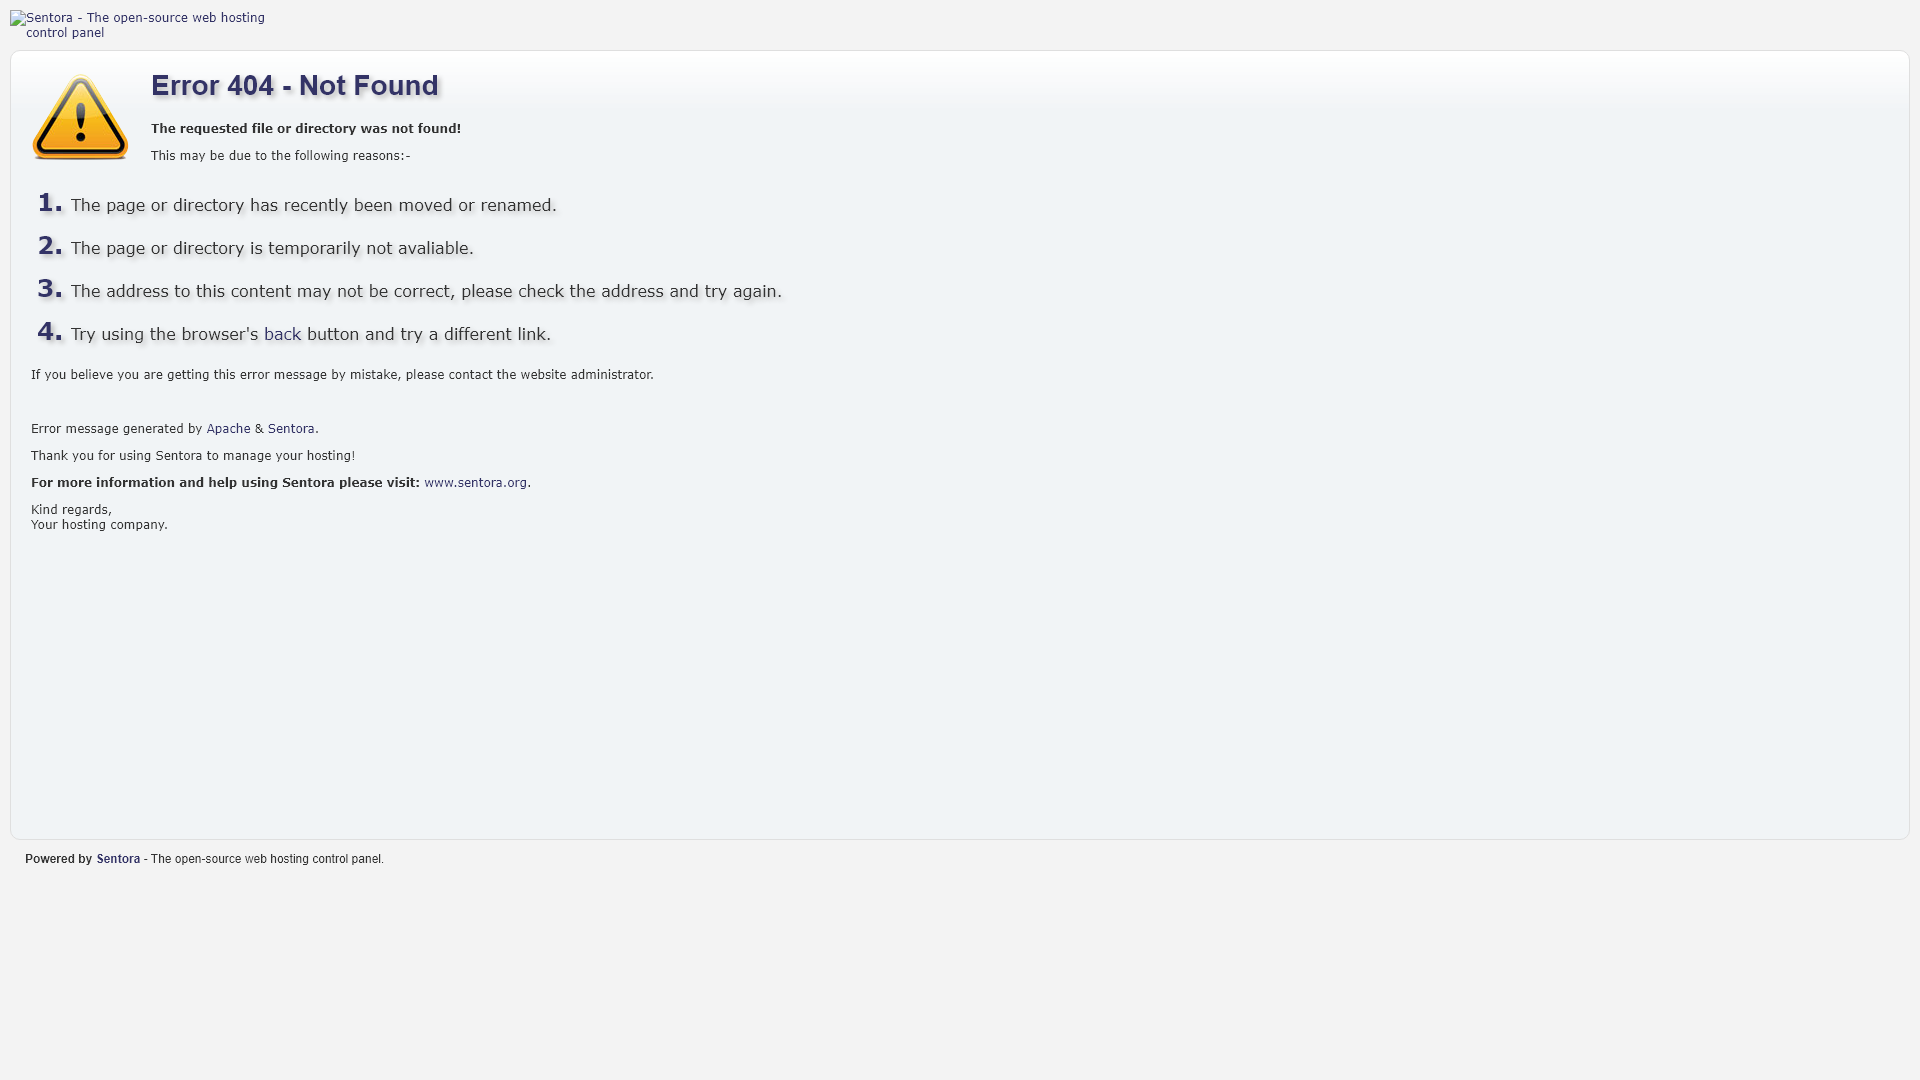 Sentora - The open-source web hosting
control panel
Error 404 - Not Found
The requested file or directory was not found!
This may be due to the following reasons:-
1. The page or directory has recently been moved or renamed.
2. The page or directory is temporarily not avaliable.
3. The address to this content may not be correct, please check the address and try again.
4. Try using the browser's back button and try a different link.
If you believe you are getting this error message by mistake, please contact the website administrator.
Error message generated by Apache & Sentora.
Thank you for using Sentora to manage your hosting!
For more information and help using Sentora please visit: www.sentora.org.
Kind regards,
Your hosting company.
Powered by Sentora - The open-source web hosting control panel.